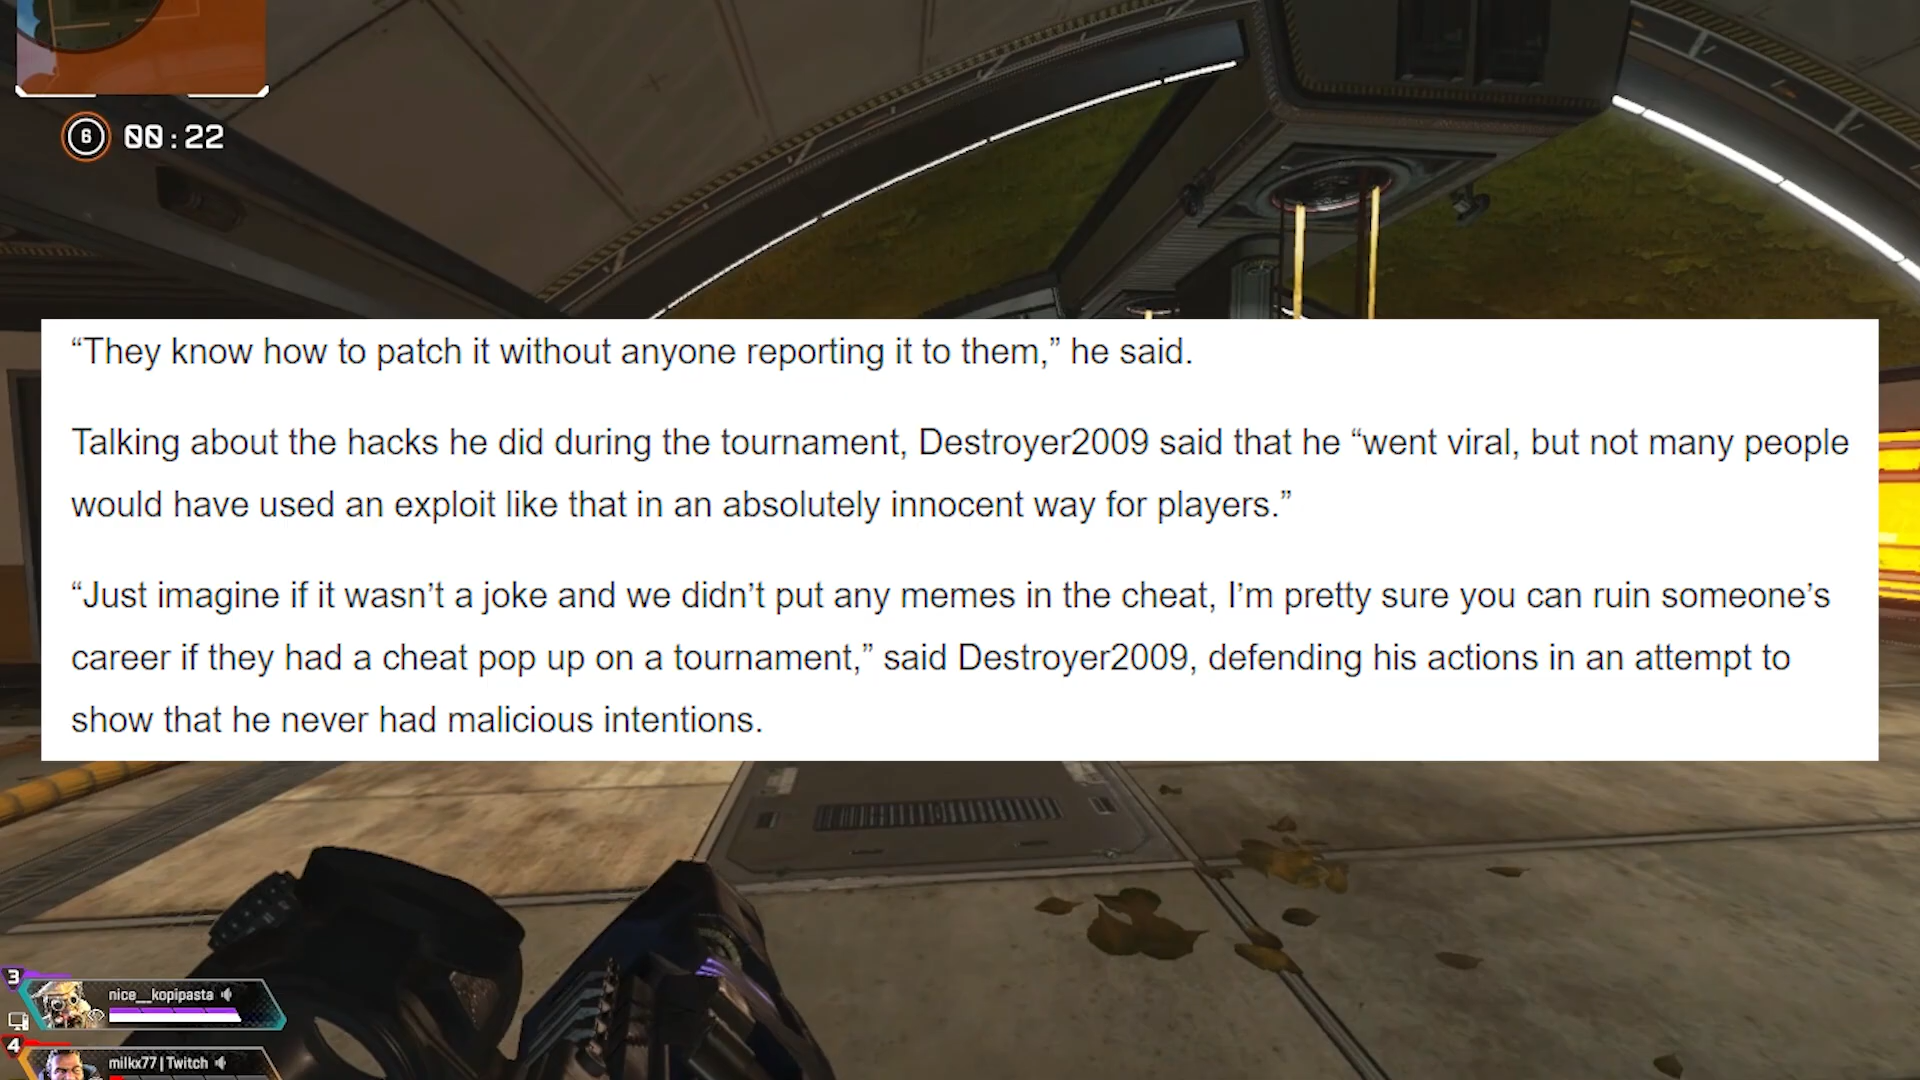 6 00:22
“They know how to patch it without anyone reporting it to them,” he said.
Talking about the hacks he did during the tournament, Destroyer2009 said that he “went viral, but not many people
would have used an exploit like that in an absolutely innocent way for players.”
“Just imagine if it wasn’t a joke and we didn’t put any memes in the cheat, I’m pretty sure you can ruin someone’s
career if they had a cheat pop up on a tournament,” said Destroyer2009, defending his actions in an attempt to
show that he never had malicious intentions.
3
nice__kopipasta
4
milkx77 | Twitch